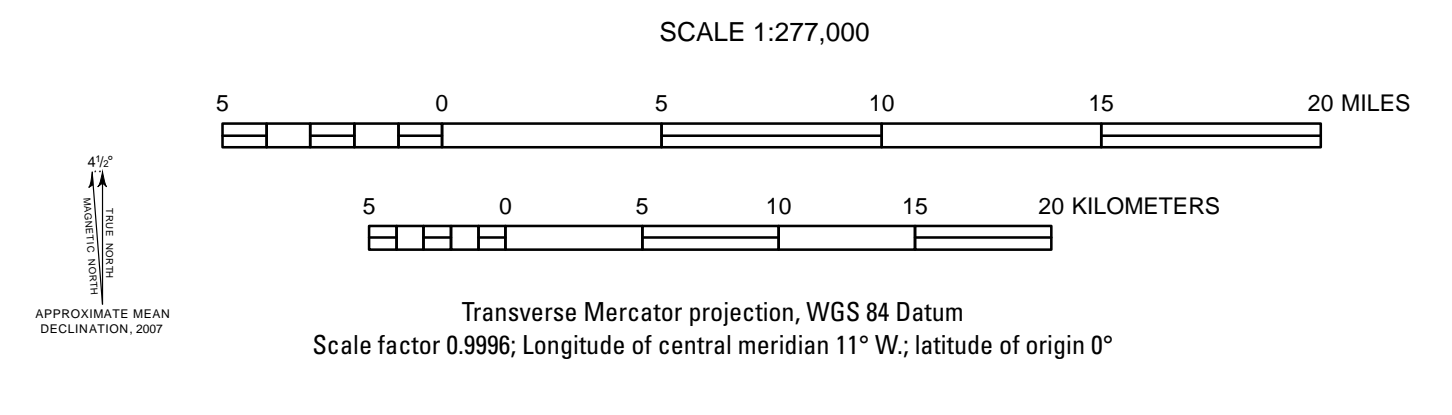 SCALE 1:277,000
5 0 5 10 15 20 MILES
5 0 5 10 15 20 KILOMETERS
4½°
TRUE NORTH
MAGNETIC NORTH
APPROXIMATE MEAN
DECLINATION, 2007
Transverse Mercator projection, WGS 84 Datum
Scale factor 0.9996; Longitude of central meridian 11° W.; latitude of origin 0°